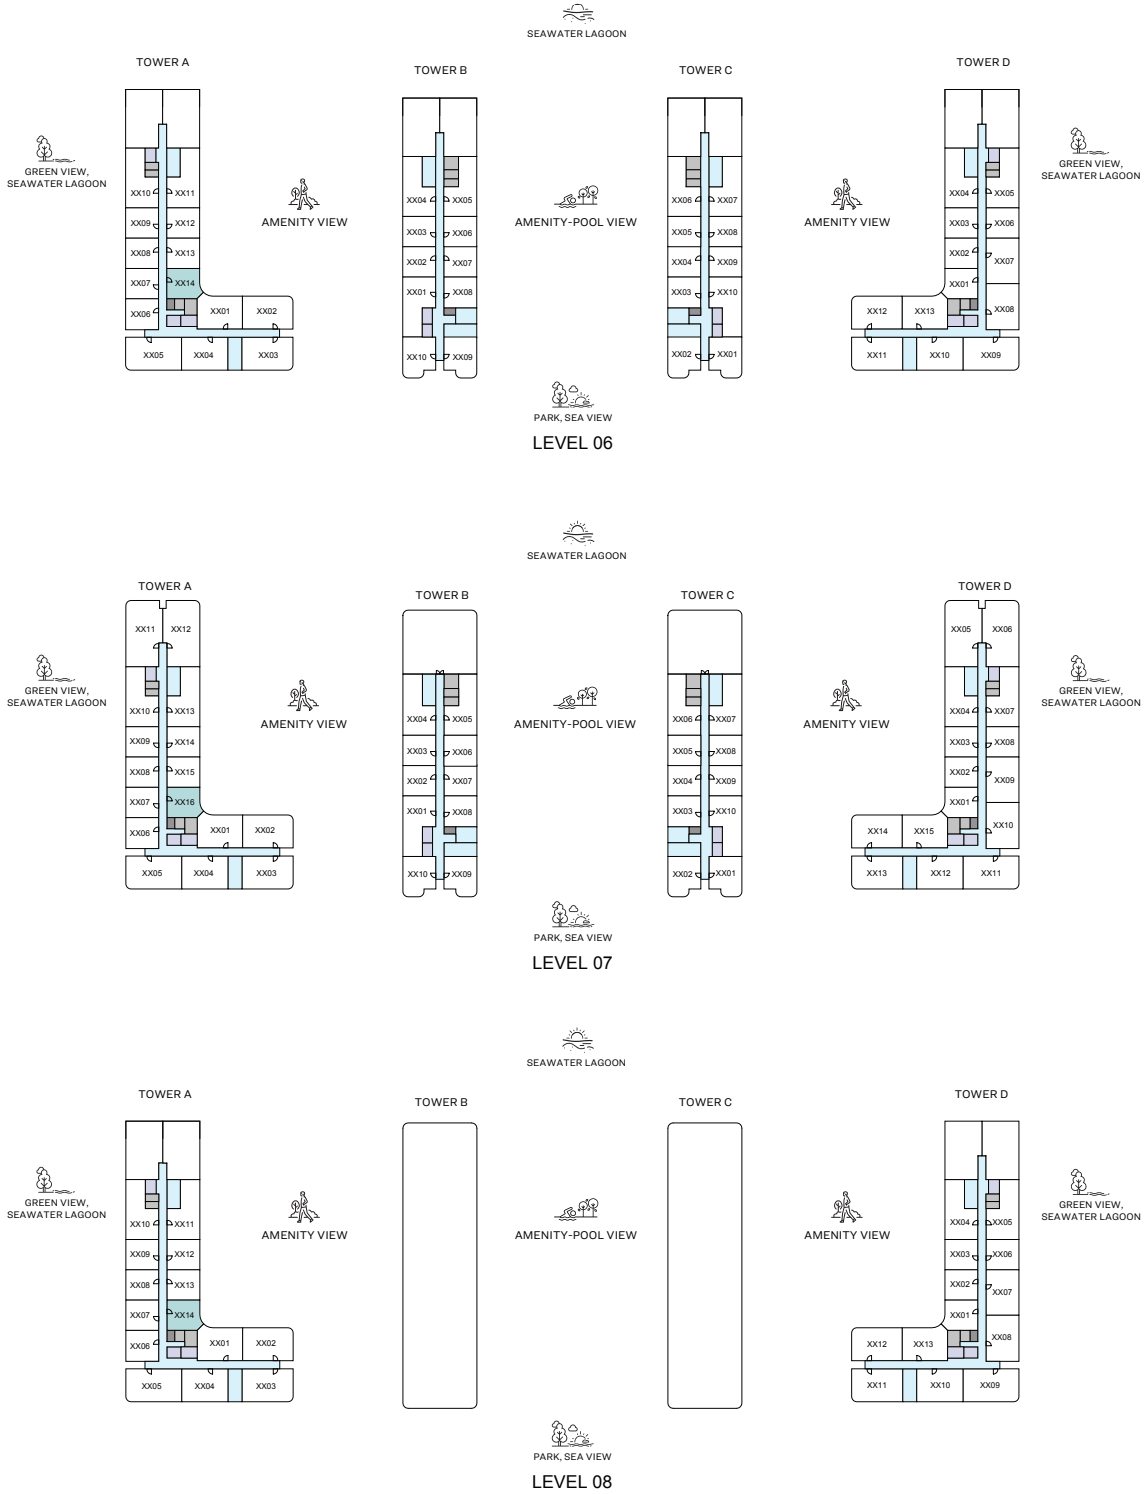 SEAWATER LAGOON
TOWER A
TOWER B
TOWER C
TOWER D
GREEN VIEW,
SEAWATER LAGOON
AMENITY VIEW
AMENITY-POOL VIEW
AMENITY VIEW
GREEN VIEW,
SEAWATER LAGOON
XX10 XX11
XX09 XX12
XX08 XX13
XX07 XX14
XX06 XX01 XX02
XX05 XX04 XX03
XX04 XX05
XX03 XX06
XX02 XX07
XX01 XX08
XX10 XX09
XX06 XX07
XX05 XX08
XX04 XX09
XX03 XX10
XX02 XX01
XX04 XX05
XX03 XX06
XX02 XX07
XX01
XX12 XX13 XX08
XX11 XX10 XX09
PARK, SEA VIEW
LEVEL 06
SEAWATER LAGOON
TOWER A
TOWER B
TOWER C
TOWER D
GREEN VIEW,
SEAWATER LAGOON
AMENITY VIEW
AMENITY-POOL VIEW
AMENITY VIEW
GREEN VIEW,
SEAWATER LAGOON
XX11 XX12
XX10 XX13
XX09 XX14
XX08 XX15
XX07 XX16
XX06 XX01 XX02
XX05 XX04 XX03
XX04 XX05
XX03 XX06
XX02 XX07
XX01 XX08
XX10 XX09
XX06 XX07
XX05 XX08
XX04 XX09
XX03 XX10
XX02 XX01
XX05 XX06
XX04 XX07
XX03 XX08
XX02 XX09
XX01
XX14 XX15 XX10
XX13 XX12 XX11
PARK, SEA VIEW
LEVEL 07
SEAWATER LAGOON
TOWER A
TOWER B
TOWER C
TOWER D
GREEN VIEW,
SEAWATER LAGOON
AMENITY VIEW
AMENITY-POOL VIEW
AMENITY VIEW
GREEN VIEW,
SEAWATER LAGOON
XX10 XX11
XX09 XX12
XX08 XX13
XX07 XX14
XX06 XX01 XX02
XX05 XX04 XX03
XX04 XX05
XX03 XX06
XX02 XX07
XX01
XX12 XX13 XX08
XX11 XX10 XX09
PARK, SEA VIEW
LEVEL 08